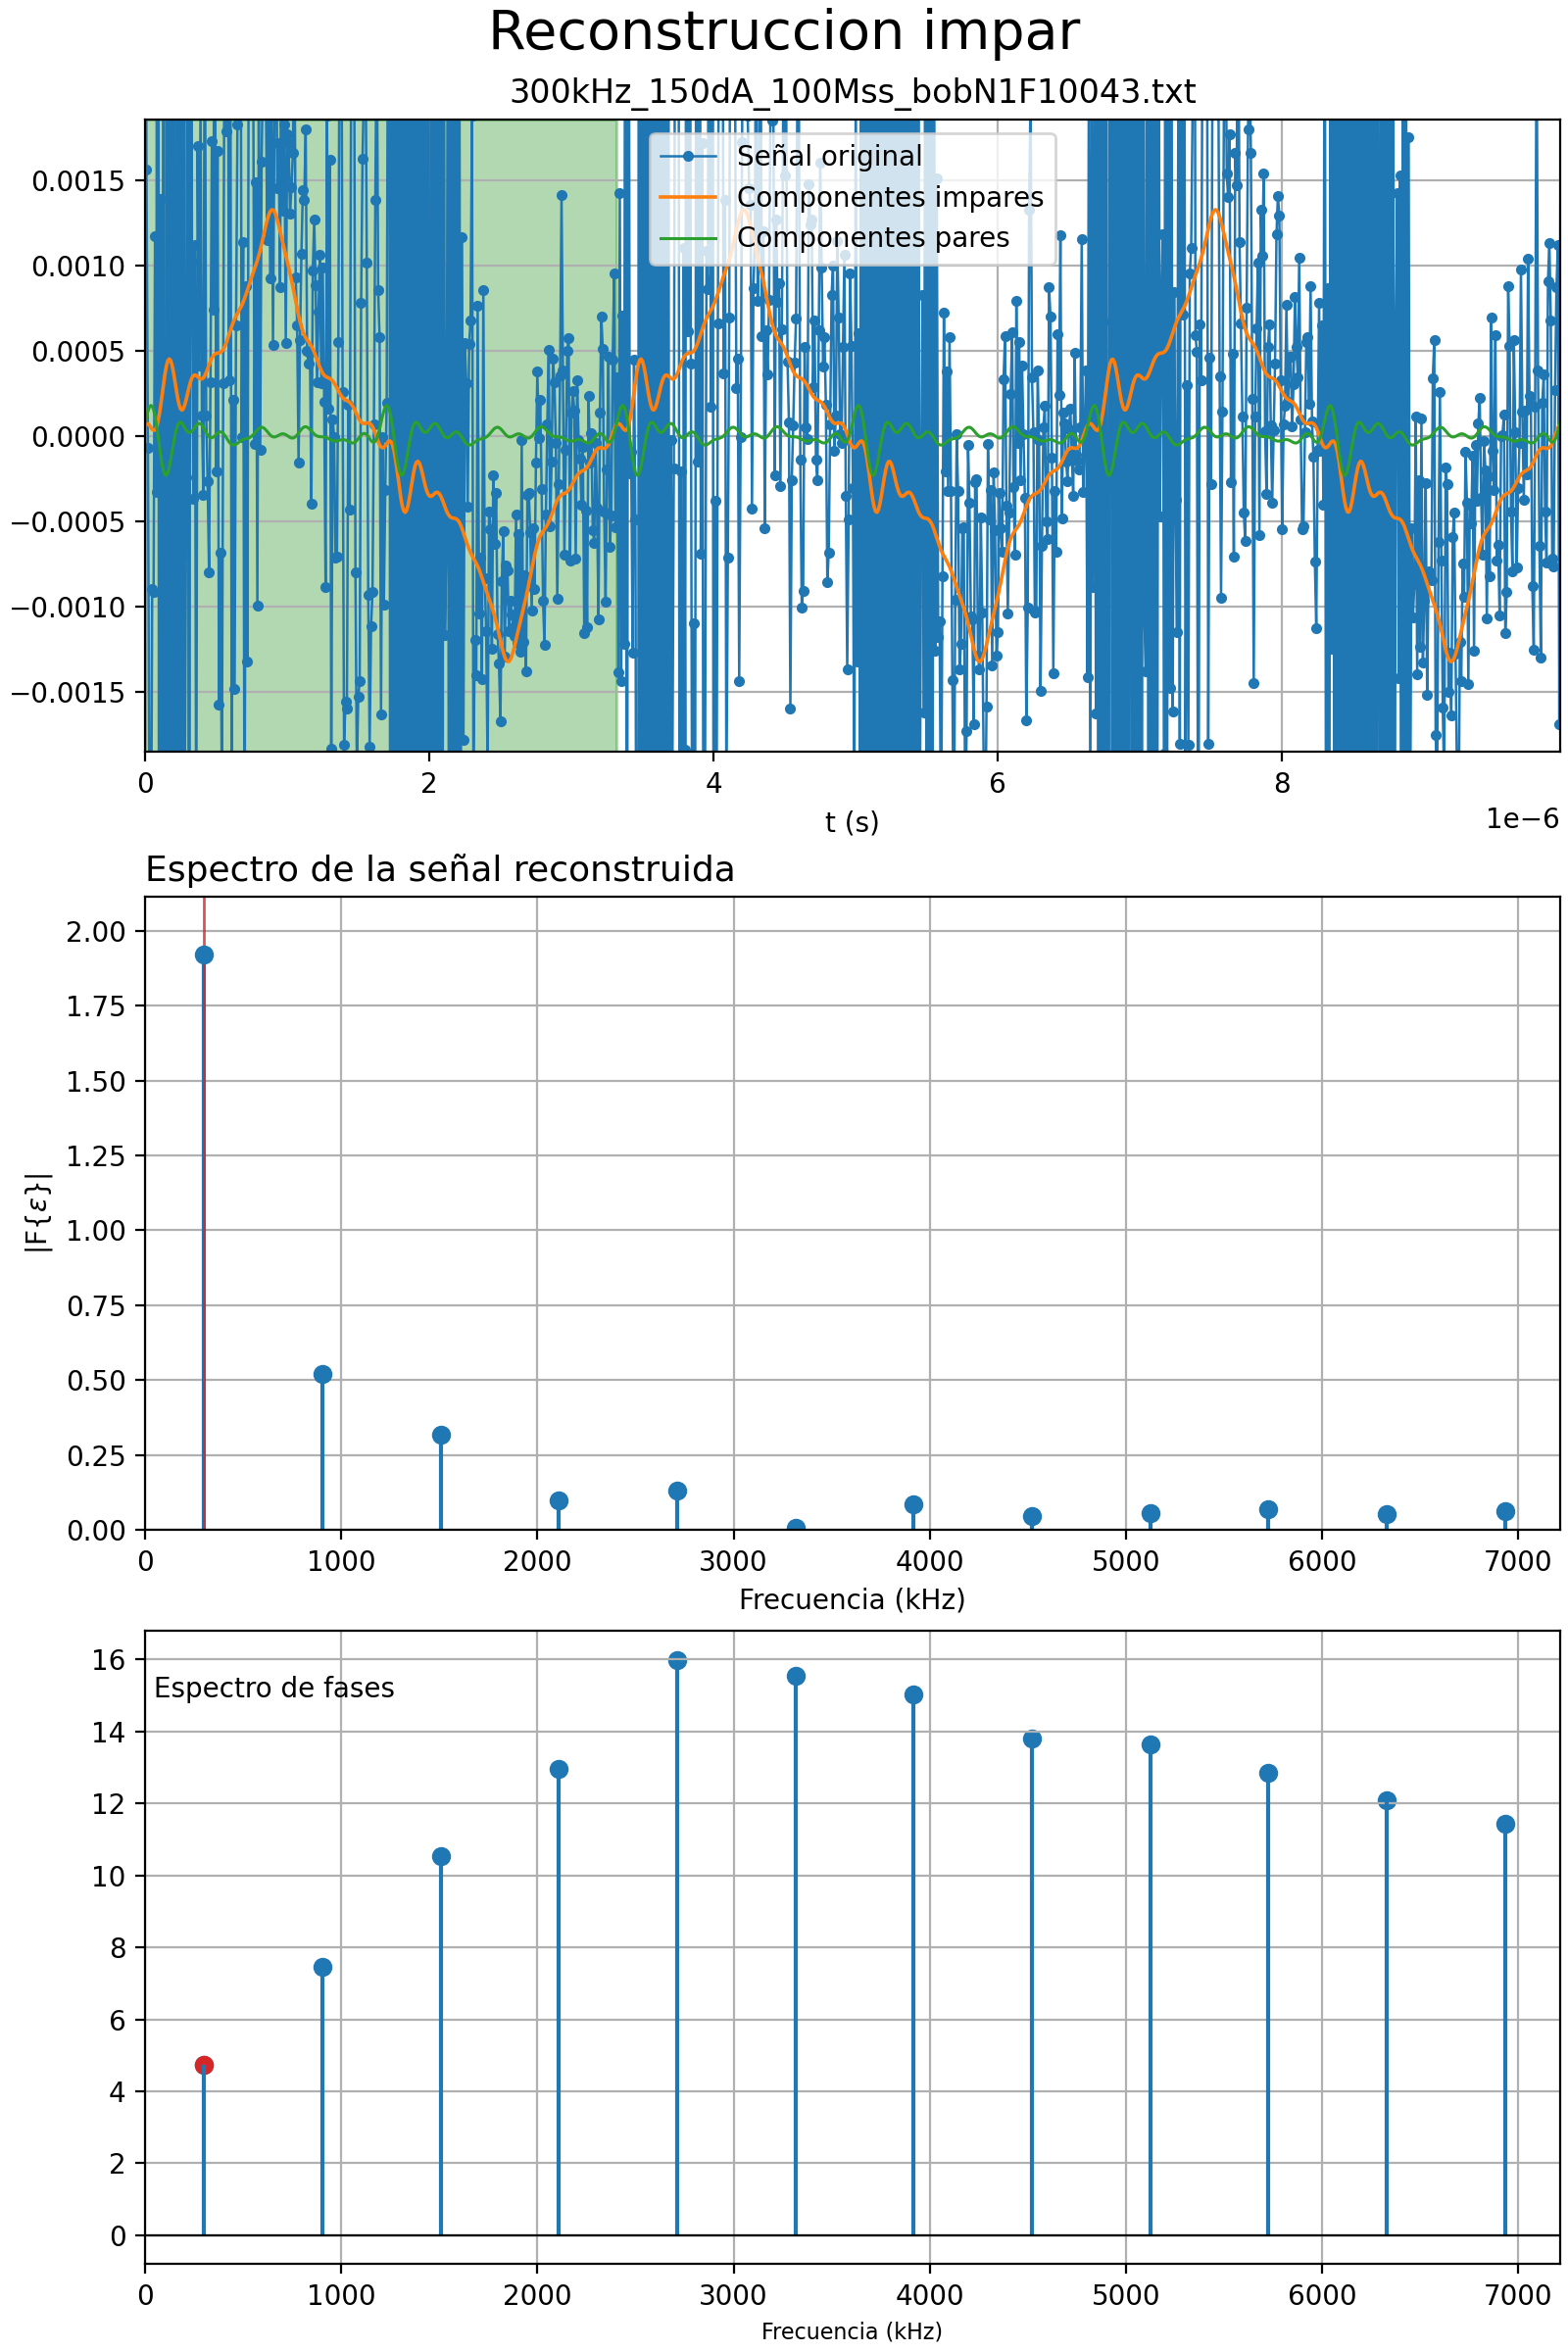 Reconstruccion impar
300kHz_150dA_100Mss_bobN1F10043.txt
Señal original
Componentes impares
Componentes pares
0.0015
0.0010
0.0005
0.0000
−0.0005
−0.0010
−0.0015
0 2 4 6 8
1e−6
t (s)
Espectro de la señal reconstruida
2.00
1.75
1.50
1.25
1.00
0.75
0.50
0.25
0.00
|F{ε}|
0 1000 2000 3000 4000 5000 6000 7000
Frecuencia (kHz)
Espectro de fases
16
14
12
10
8
6
4
2
0
0 1000 2000 3000 4000 5000 6000 7000
Frecuencia (kHz)